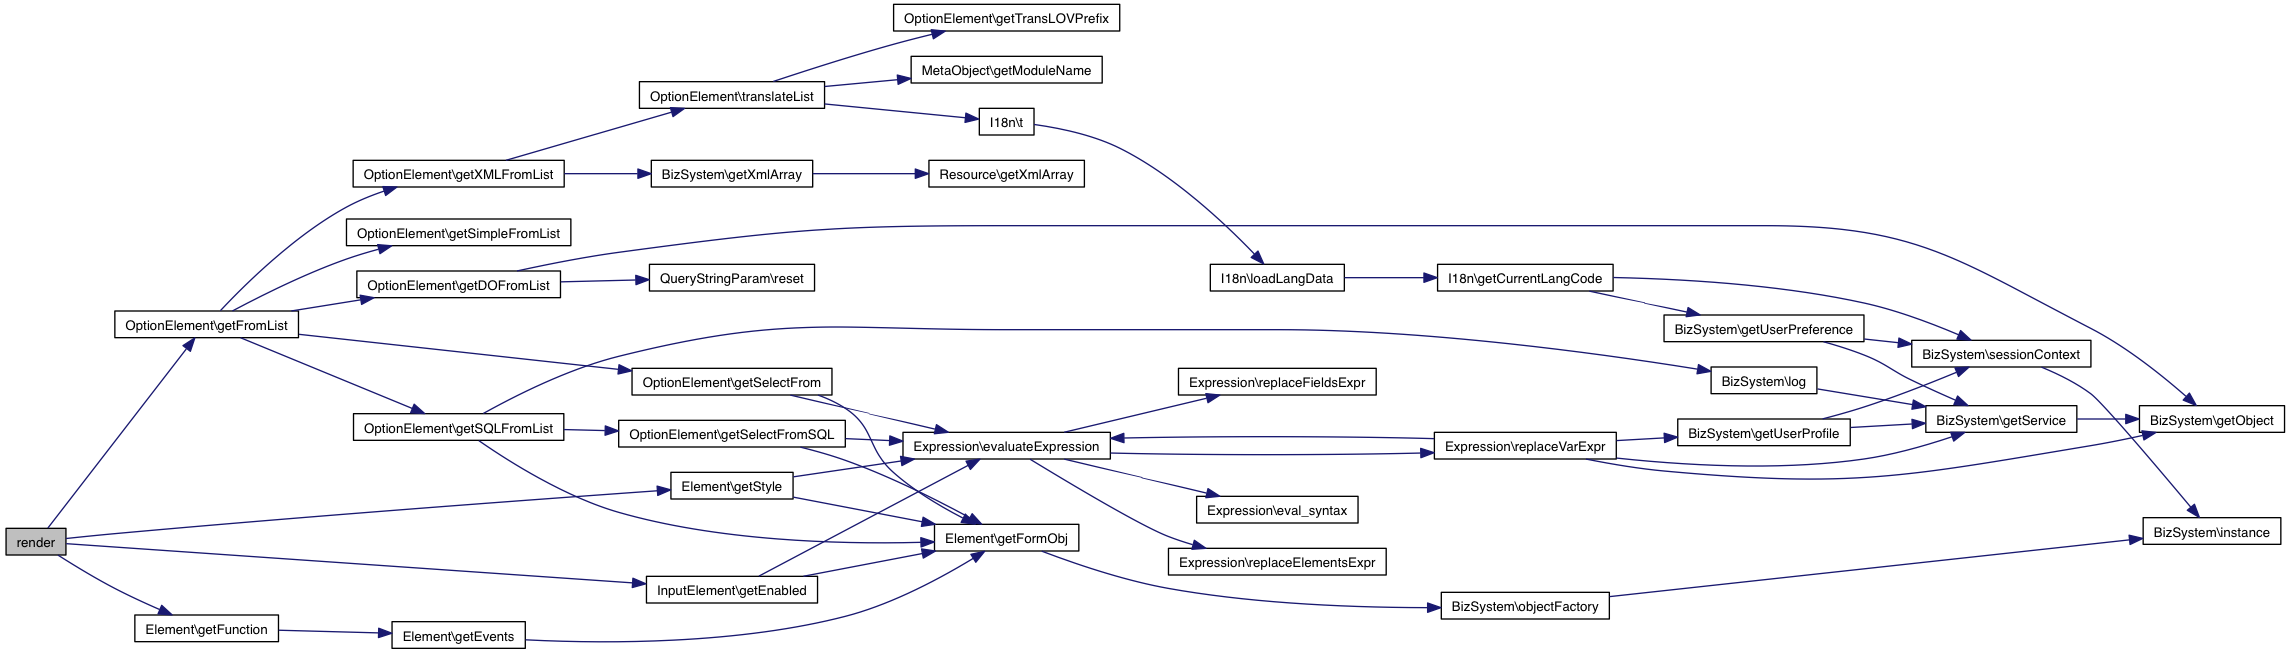 OptionElement\getTransLOVPrefix
MetaObject\getModuleName
OptionElement\translateList
I18n\t
OptionElement\getXMLFromList
BizSystem\getXmlArray
Resource\getXmlArray
OptionElement\getSimpleFromList
OptionElement\getDOFromList
QueryStringParam\reset
I18n\loadLangData
I18n\getCurrentLangCode
OptionElement\getFromList
BizSystem\getUserPreference
BizSystem\sessionContext
OptionElement\getSelectFrom
Expression\replaceFieldsExpr
BizSystem\log
OptionElement\getSQLFromList
OptionElement\getSelectFromSQL
Expression\evaluateExpression
Expression\replaceVarExpr
BizSystem\getUserProfile
BizSystem\getService
BizSystem\getObject
Element\getStyle
Expression\eval_syntax
render
Element\getFormObj
BizSystem\instance
Expression\replaceElementsExpr
InputElement\getEnabled
BizSystem\objectFactory
Element\getFunction
Element\getEvents